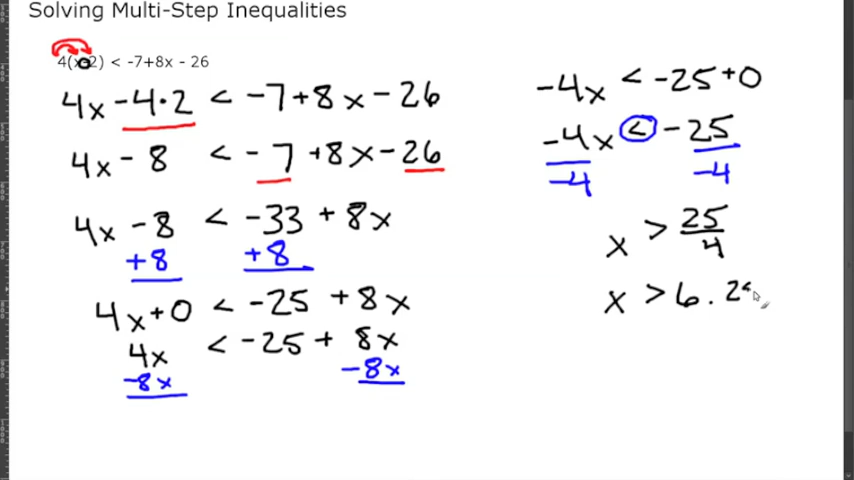 Solving Multi-Step Inequalities
4(x-2) < -7+8x - 26
4x - 4·2 < -7+8x - 26
4x - 8 < -7 +8x - 26
4x - 8 < -33 + 8x
+8 +8
4x+0 < -25 + 8x
4x < -25 + 8x
-8x -8x
-4x < -25 +0
-4x < -25
-4 -4
x > 25/4
x > 6.2